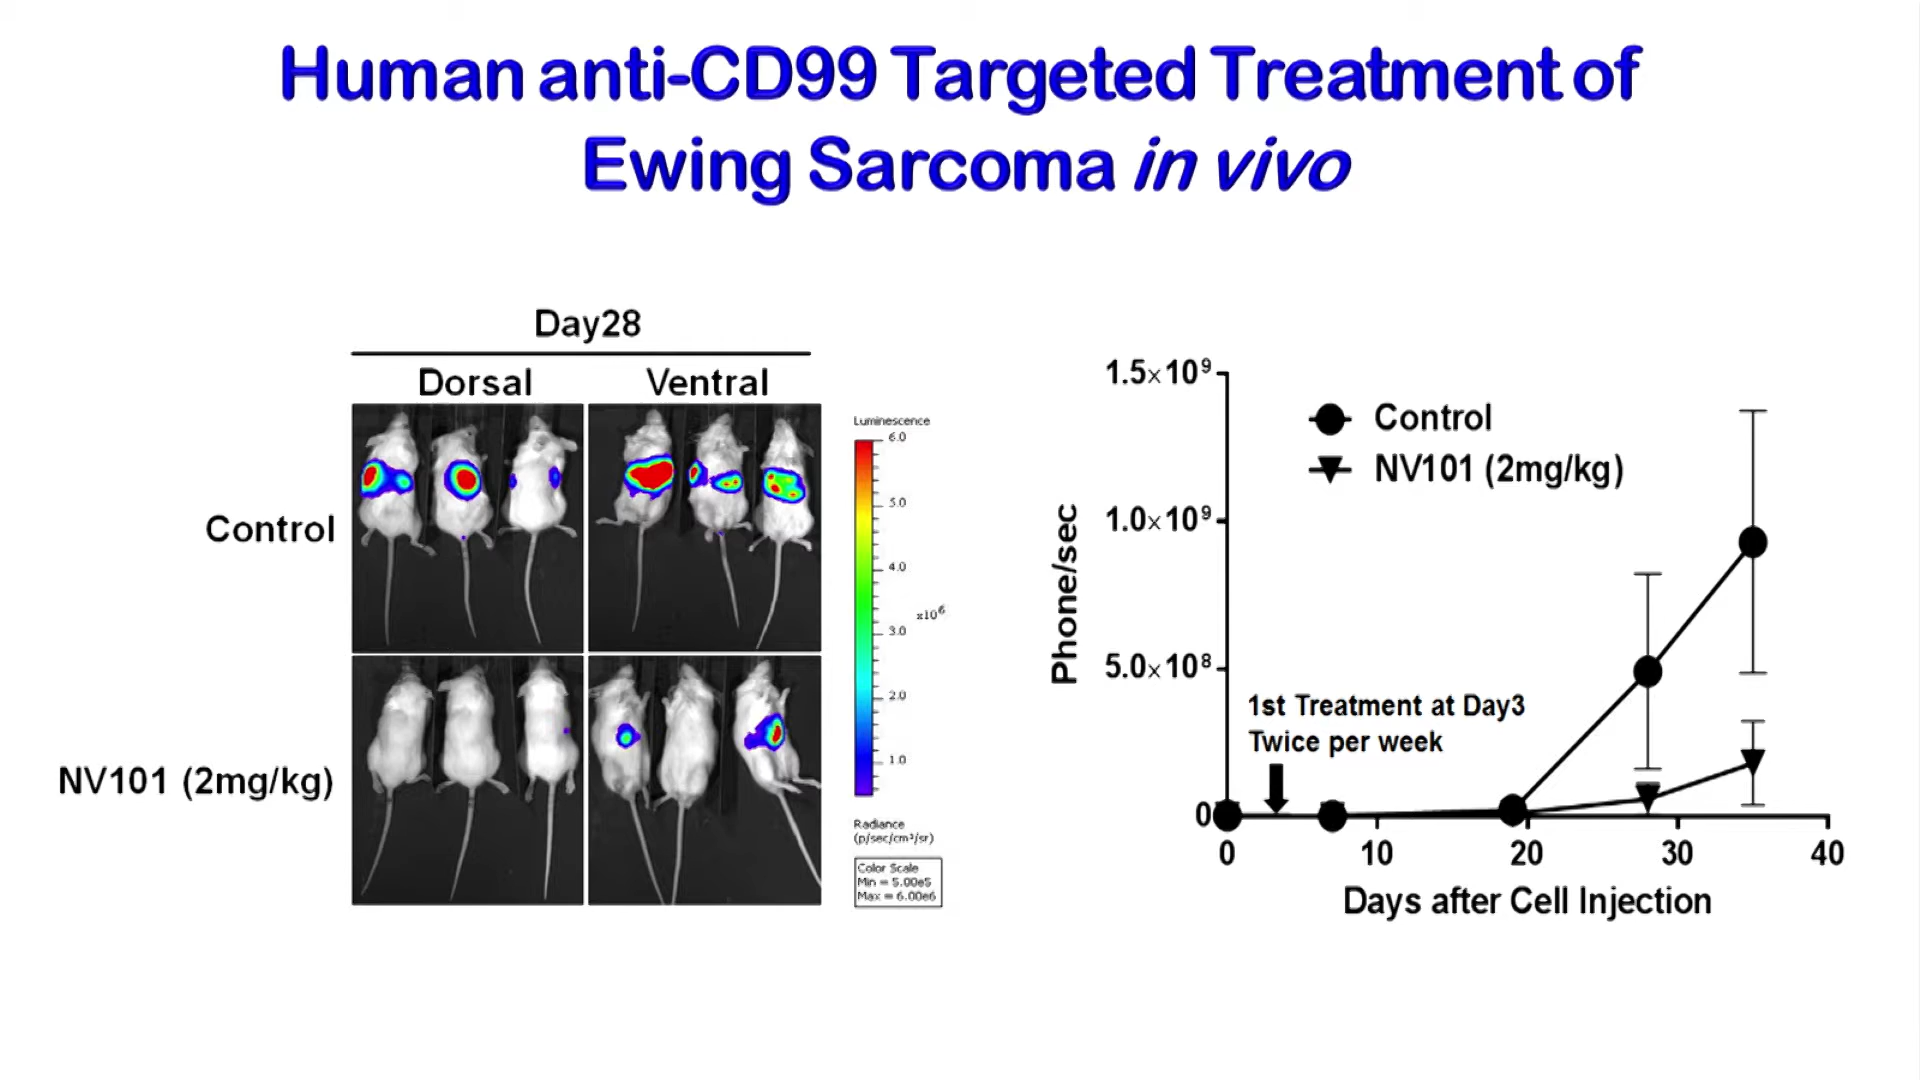 Human anti-CD99 Targeted Treatment of
Ewing Sarcoma in vivo
Day28
Dorsal
Ventral
Control
NV101 (2mg/kg)
Luminescence
6.0
5.0
4.0
x10⁶
3.0
2.0
1.0
Radiance
(p/sec/cm²/sr)
Color Scale
Min = 5.00e5
Max = 6.00e6
1.5×10⁹
1.0×10⁹
5.0×10⁸
0
Phone/sec
Control
NV101 (2mg/kg)
1st Treatment at Day3
Twice per week
0 10 20 30 40
Days after Cell Injection